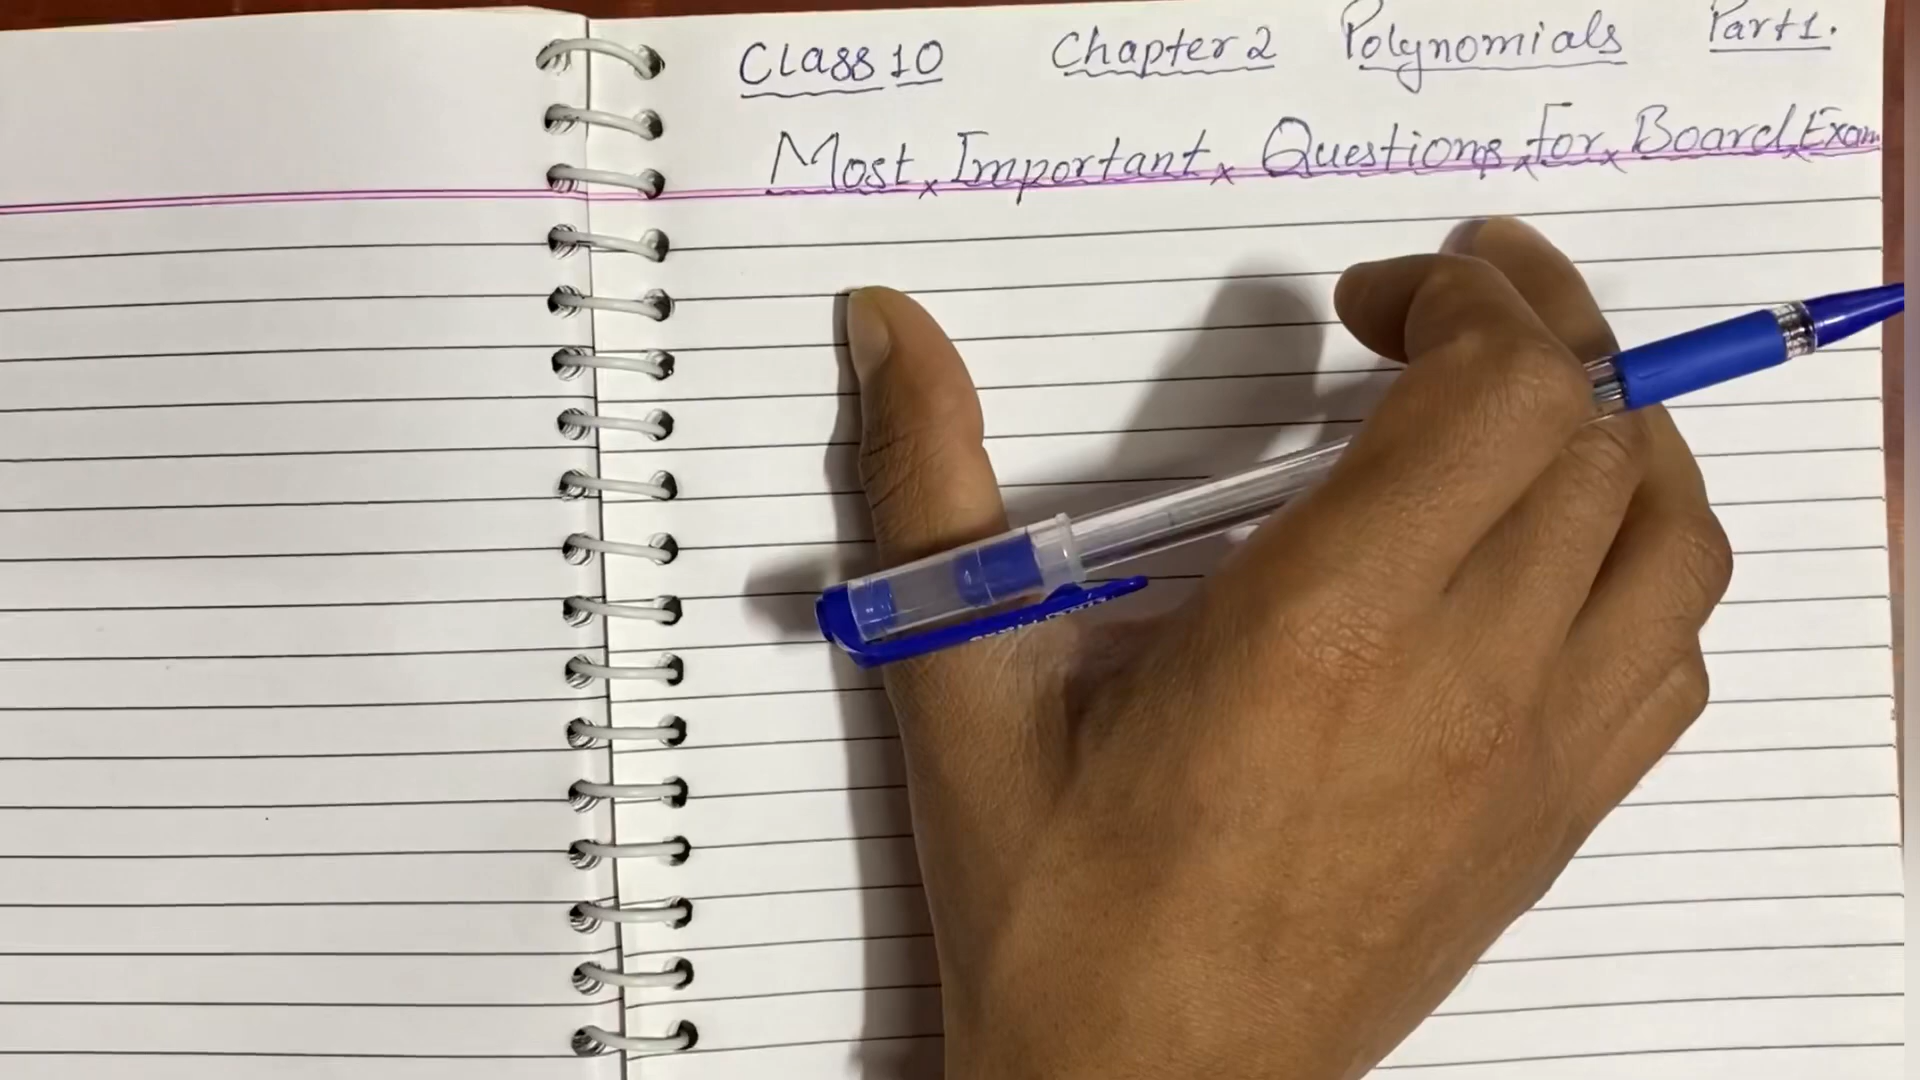 Class 10 Chapter 2 Polynomials Part 1.
Most Important Questions for Board Exam